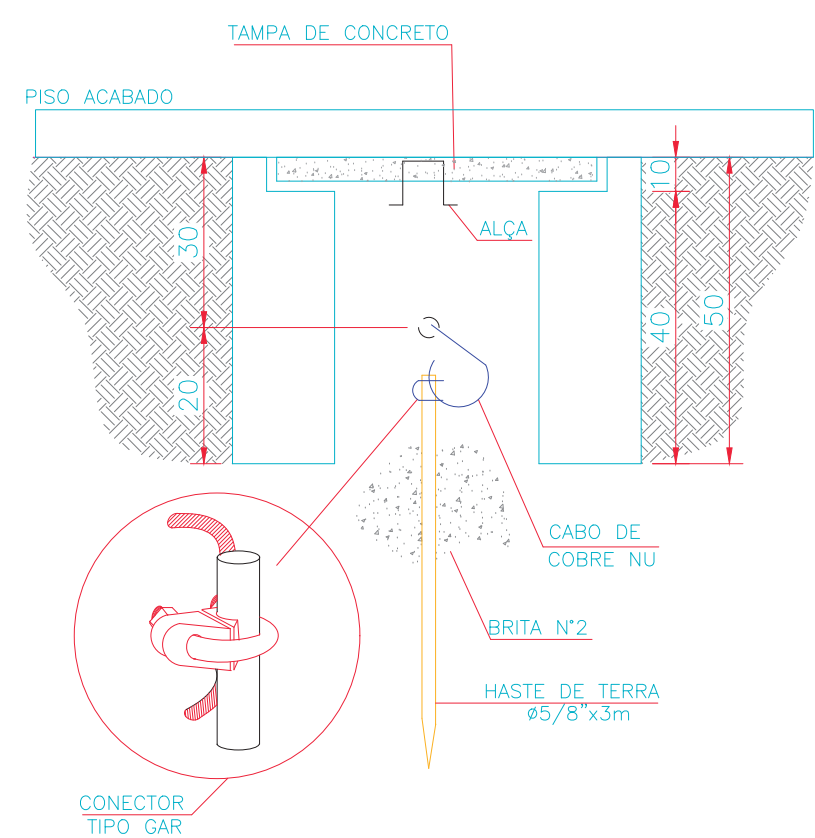 TAMPA DE CONCRETO
PISO ACABADO
10
ALÇA
30
50
40
20
CABO DE
COBRE NU
BRITA N°2
HASTE DE TERRA
ø5/8"x3m
CONECTOR
TIPO GAR